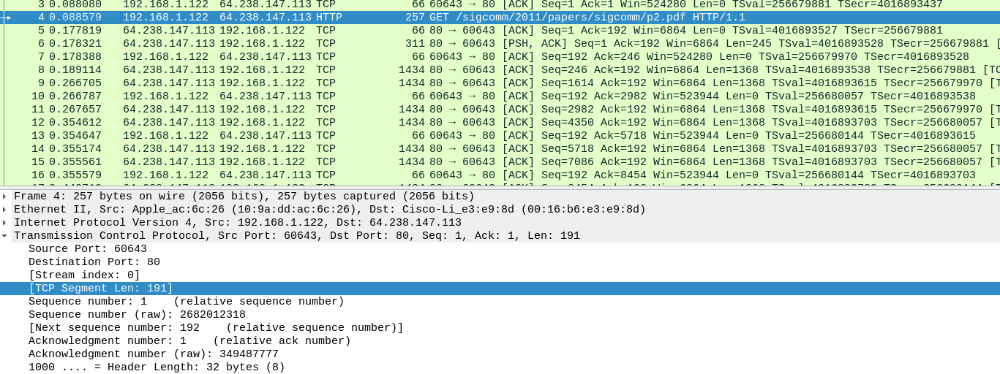 3 0.088080 192.168.1.122 64.238.147.113 TCP 66 60643 → 80 [ACK] Seq=1 Ack=1 Win=524280 Len=0 TSval=256679881 TSecr=4016893437
4 0.088579 192.168.1.122 64.238.147.113 HTTP 257 GET /sigcomm/2011/papers/sigcomm/p2.pdf HTTP/1.1
5 0.177819 64.238.147.113 192.168.1.122 TCP 66 80 → 60643 [ACK] Seq=1 Ack=192 Win=6864 Len=0 TSval=4016893527 TSecr=256679881
6 0.178321 64.238.147.113 192.168.1.122 TCP 311 80 → 60643 [PSH, ACK] Seq=1 Ack=192 Win=6864 Len=245 TSval=4016893528 TSecr=256679881 [
7 0.178388 192.168.1.122 64.238.147.113 TCP 66 60643 → 80 [ACK] Seq=192 Ack=246 Win=524280 Len=0 TSval=256679970 TSecr=4016893528
8 0.189114 64.238.147.113 192.168.1.122 TCP 1434 80 → 60643 [ACK] Seq=246 Ack=192 Win=6864 Len=1368 TSval=4016893538 TSecr=256679881 [TC
9 0.266705 64.238.147.113 192.168.1.122 TCP 1434 80 → 60643 [ACK] Seq=1614 Ack=192 Win=6864 Len=1368 TSval=4016893615 TSecr=256679970 [T
10 0.266787 192.168.1.122 64.238.147.113 TCP 66 60643 → 80 [ACK] Seq=192 Ack=2982 Win=523944 Len=0 TSval=256680057 TSecr=4016893538
11 0.267657 64.238.147.113 192.168.1.122 TCP 1434 80 → 60643 [ACK] Seq=2982 Ack=192 Win=6864 Len=1368 TSval=4016893615 TSecr=256679970 [T
12 0.354612 64.238.147.113 192.168.1.122 TCP 1434 80 → 60643 [ACK] Seq=4350 Ack=192 Win=6864 Len=1368 TSval=4016893703 TSecr=256680057 [T
13 0.354647 192.168.1.122 64.238.147.113 TCP 66 60643 → 80 [ACK] Seq=192 Ack=5718 Win=523944 Len=0 TSval=256680144 TSecr=4016893615
14 0.355174 64.238.147.113 192.168.1.122 TCP 1434 80 → 60643 [ACK] Seq=5718 Ack=192 Win=6864 Len=1368 TSval=4016893703 TSecr=256680057 [T
15 0.355561 64.238.147.113 192.168.1.122 TCP 1434 80 → 60643 [ACK] Seq=7086 Ack=192 Win=6864 Len=1368 TSval=4016893703 TSecr=256680057 [T
16 0.355579 192.168.1.122 64.238.147.113 TCP 66 60643 → 80 [ACK] Seq=192 Ack=8454 Win=523944 Len=0 TSval=256680144 TSecr=4016893703
Frame 4: 257 bytes on wire (2056 bits), 257 bytes captured (2056 bits)
Ethernet II, Src: Apple_ac:6c:26 (10:9a:dd:ac:6c:26), Dst: Cisco-Li_e3:e9:8d (00:16:b6:e3:e9:8d)
Internet Protocol Version 4, Src: 192.168.1.122, Dst: 64.238.147.113
Transmission Control Protocol, Src Port: 60643, Dst Port: 80, Seq: 1, Ack: 1, Len: 191
Source Port: 60643
Destination Port: 80
[Stream index: 0]
[TCP Segment Len: 191]
Sequence number: 1 (relative sequence number)
Sequence number (raw): 2682012318
[Next sequence number: 192 (relative sequence number)]
Acknowledgment number: 1 (relative ack number)
Acknowledgment number (raw): 349487777
1000 .... = Header Length: 32 bytes (8)